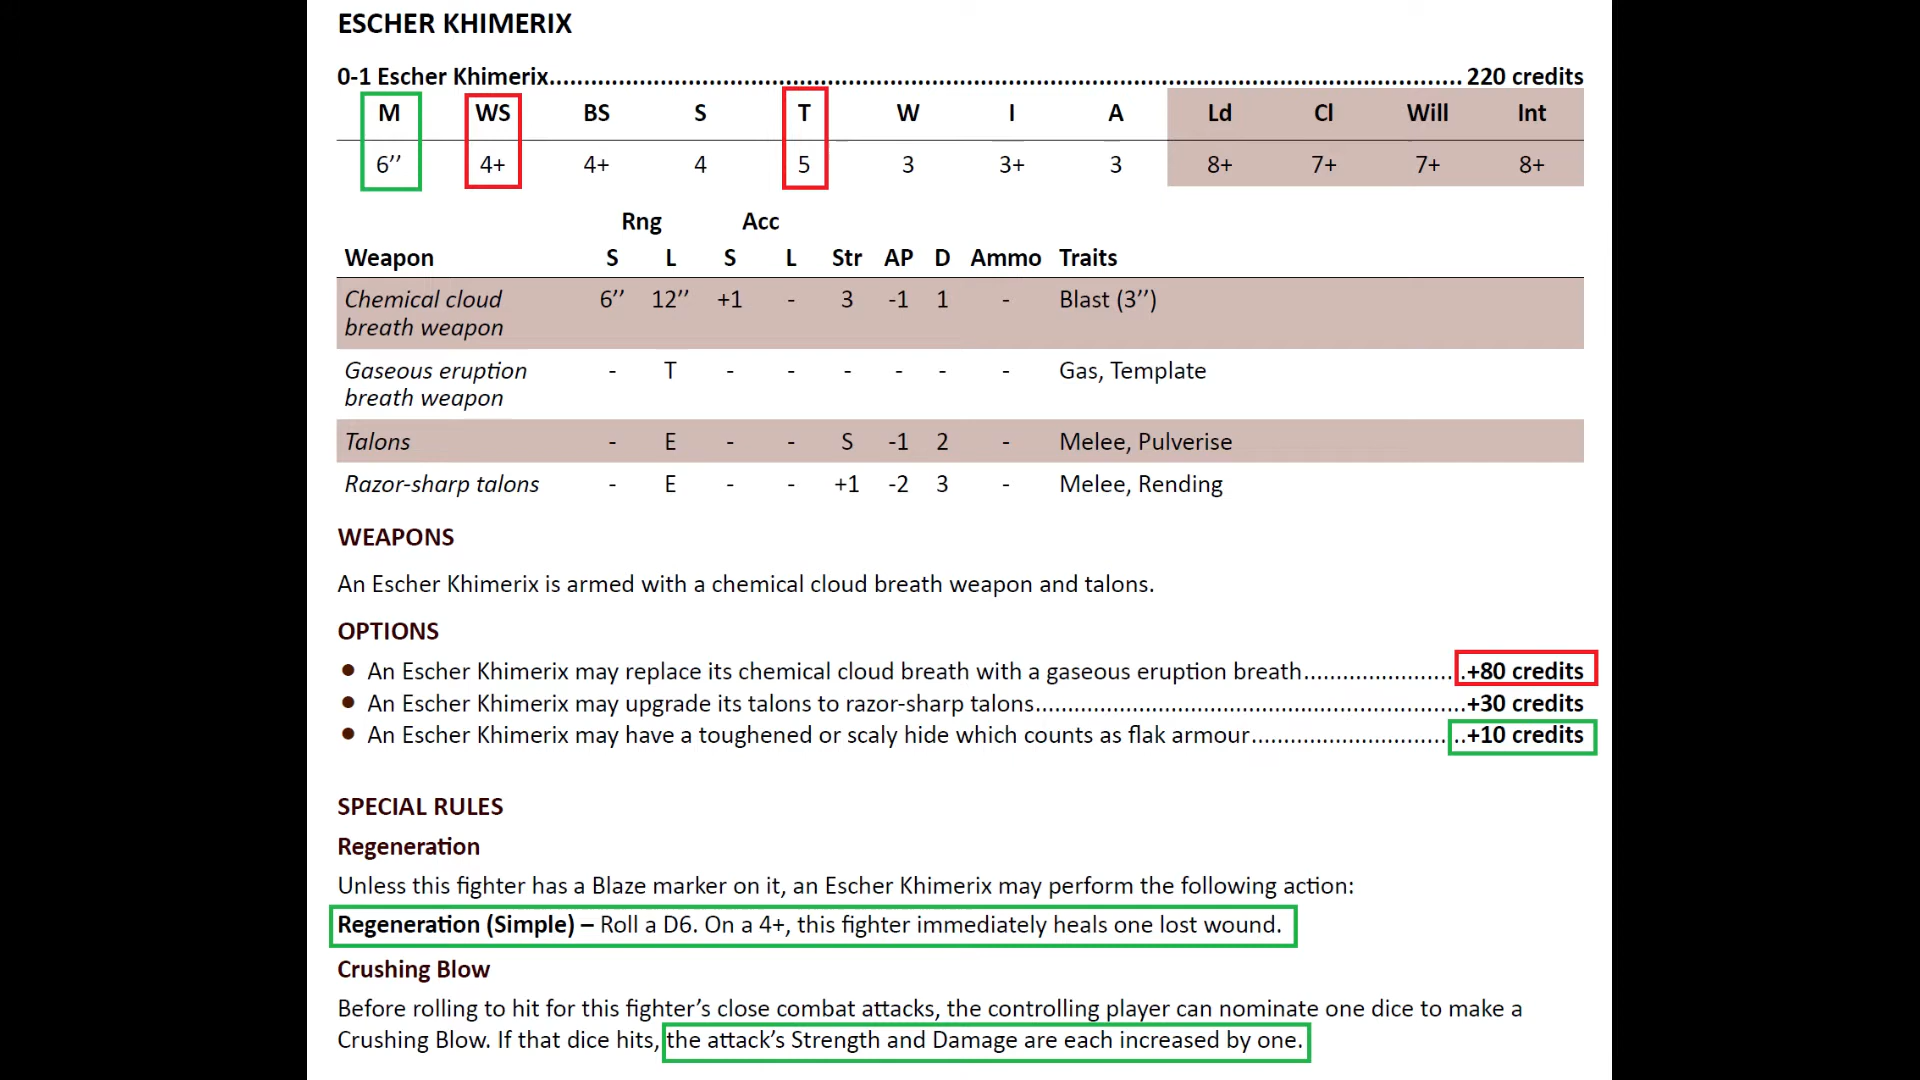 ESCHER KHIMERIX
0-1 Escher Khimerix........................................................................................................................................ 220 credits
M WS BS S T W I A Ld Cl Will Int
6’’ 4+ 4+ 4 5 3 3+ 3 8+ 7+ 7+ 8+
Rng Acc
Weapon S L S L Str AP D Ammo Traits
Chemical cloud 6’’ 12’’ +1 - 3 -1 1 - Blast (3’’)
breath weapon
Gaseous eruption - T - - - - - - Gas, Template
breath weapon
Talons - E - - S -1 2 - Melee, Pulverise
Razor-sharp talons - E - - +1 -2 3 - Melee, Rending
WEAPONS
An Escher Khimerix is armed with a chemical cloud breath weapon and talons.
OPTIONS
● An Escher Khimerix may replace its chemical cloud breath with a gaseous eruption breath........................+80 credits
● An Escher Khimerix may upgrade its talons to razor-sharp talons................................................................+30 credits
● An Escher Khimerix may have a toughened or scaly hide which counts as flak armour................................+10 credits
SPECIAL RULES
Regeneration
Unless this fighter has a Blaze marker on it, an Escher Khimerix may perform the following action:
Regeneration (Simple) – Roll a D6. On a 4+, this fighter immediately heals one lost wound.
Crushing Blow
Before rolling to hit for this fighter’s close combat attacks, the controlling player can nominate one dice to make a
Crushing Blow. If that dice hits, the attack’s Strength and Damage are each increased by one.